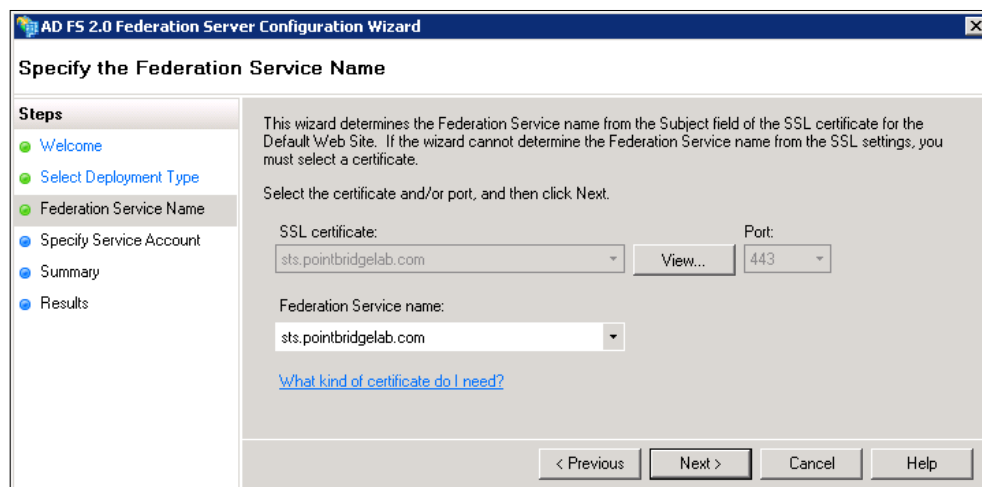 AD FS 2.0 Federation Server Configuration Wizard
Specify the Federation Service Name
Steps
Welcome
Select Deployment Type
Federation Service Name
Specify Service Account
Summary
Results
This wizard determines the Federation Service name from the Subject field of the SSL certificate for the
Default Web Site. If the wizard cannot determine the Federation Service name from the SSL settings, you
must select a certificate.
Select the certificate and/or port, and then click Next.
SSL certificate:
Port:
sts.pointbridgelab.com
View...
443
Federation Service name:
sts.pointbridgelab.com
What kind of certificate do I need?
< Previous
Next >
Cancel
Help